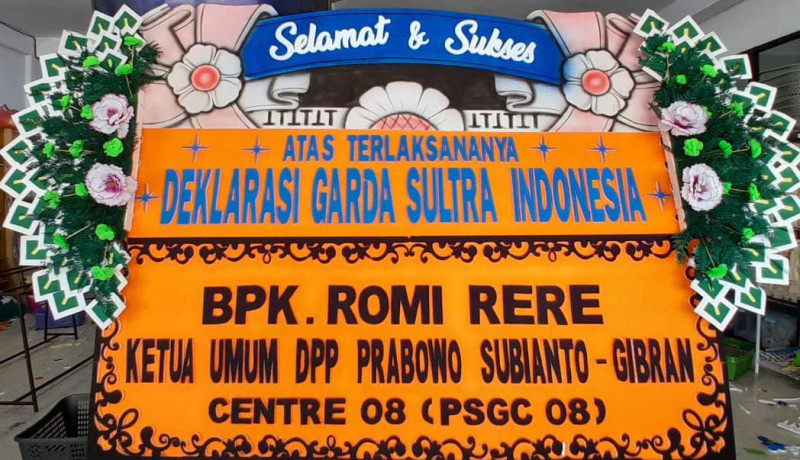 Selamat & Sukses
ATAS TERLAKSANANYA
DEKLARASI GARDA SULTRA INDONESIA
BPK. ROMI RERE
KETUA UMUM DPP PRABOWO SUBIANTO - GIBRAN
CENTRE 08 (PSGC 08)